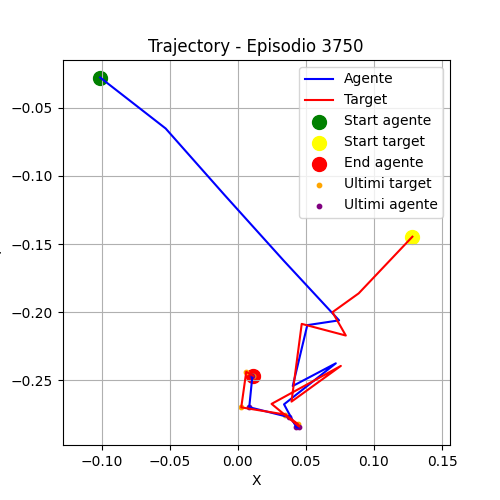 Trajectory - Episodio 3750
Agente
Target
Start agente
Start target
End agente
Ultimi target
Ultimi agente
−0.05
−0.10
−0.15
−0.20
−0.25
−0.10
−0.05
0.00
0.05
0.10
0.15
X